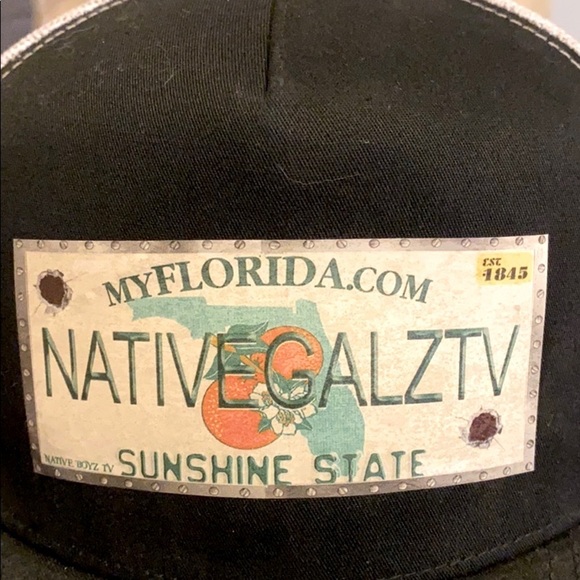 MYFLORIDA.COM
EST.
1845
NATIVEGALZTV
NATIVE BOYZ TV
SUNSHINE STATE